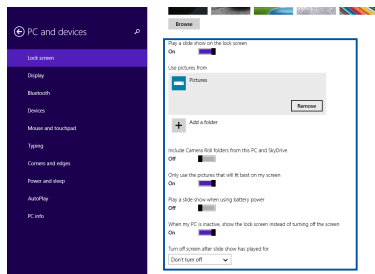 PC and devices
Lock screen
Display
Bluetooth
Devices
Mouse and touchpad
Typing
Corners and edges
Power and sleep
AutoPlay
PC info
Browse
Play a slide show on the lock screen
On
Use pictures from
Pictures
Remove
Add a folder
Include Camera Roll folders from this PC and SkyDrive
Off
Only use the pictures that will fit best on my screen
On
Play a slide show when using battery power
Off
When my PC is inactive, show the lock screen instead of turning off the screen
On
Turn off screen after slide show has played for
Don't turn off